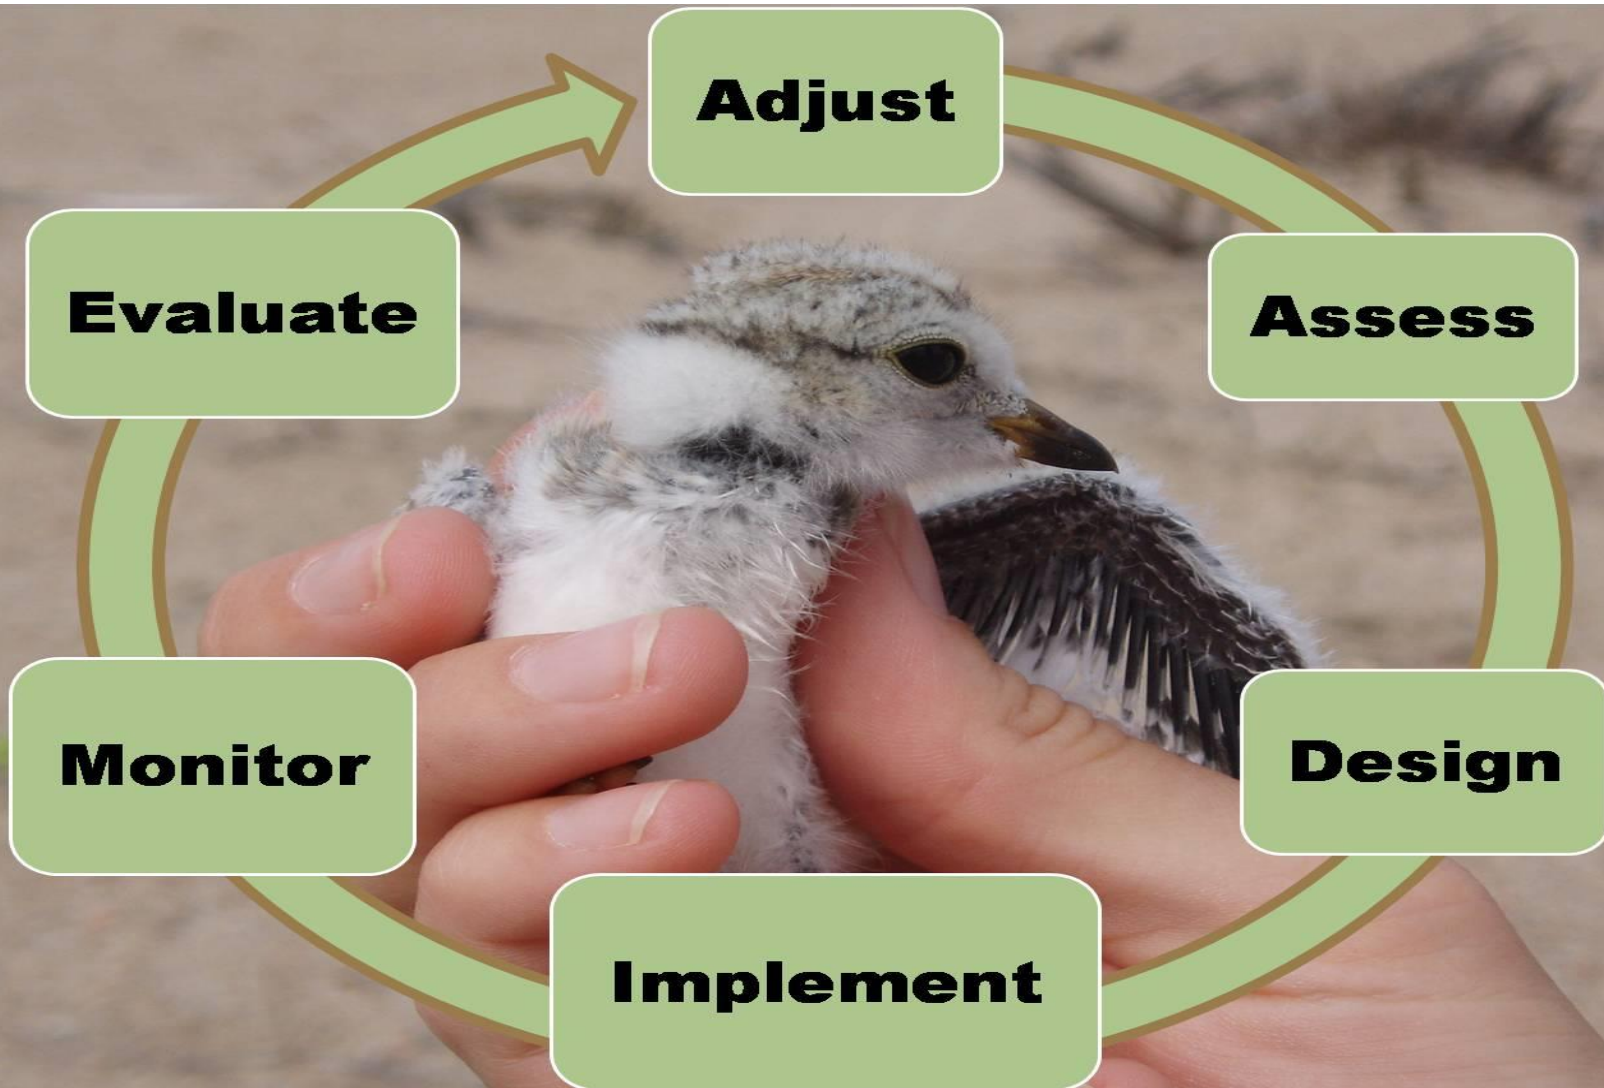 Adjust
Assess
Design
Implement
Monitor
Evaluate